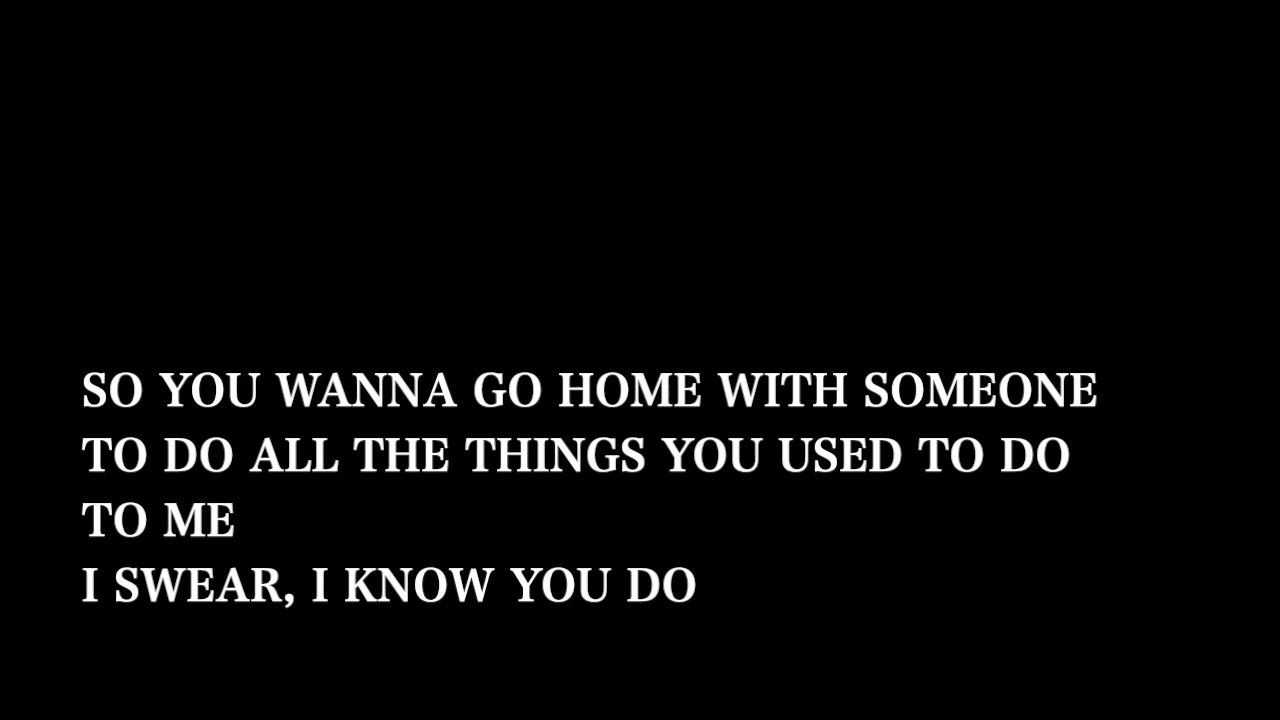 SO YOU WANNA GO HOME WITH SOMEONE
TO DO ALL THE THINGS YOU USED TO DO
TO ME
I SWEAR, I KNOW YOU DO